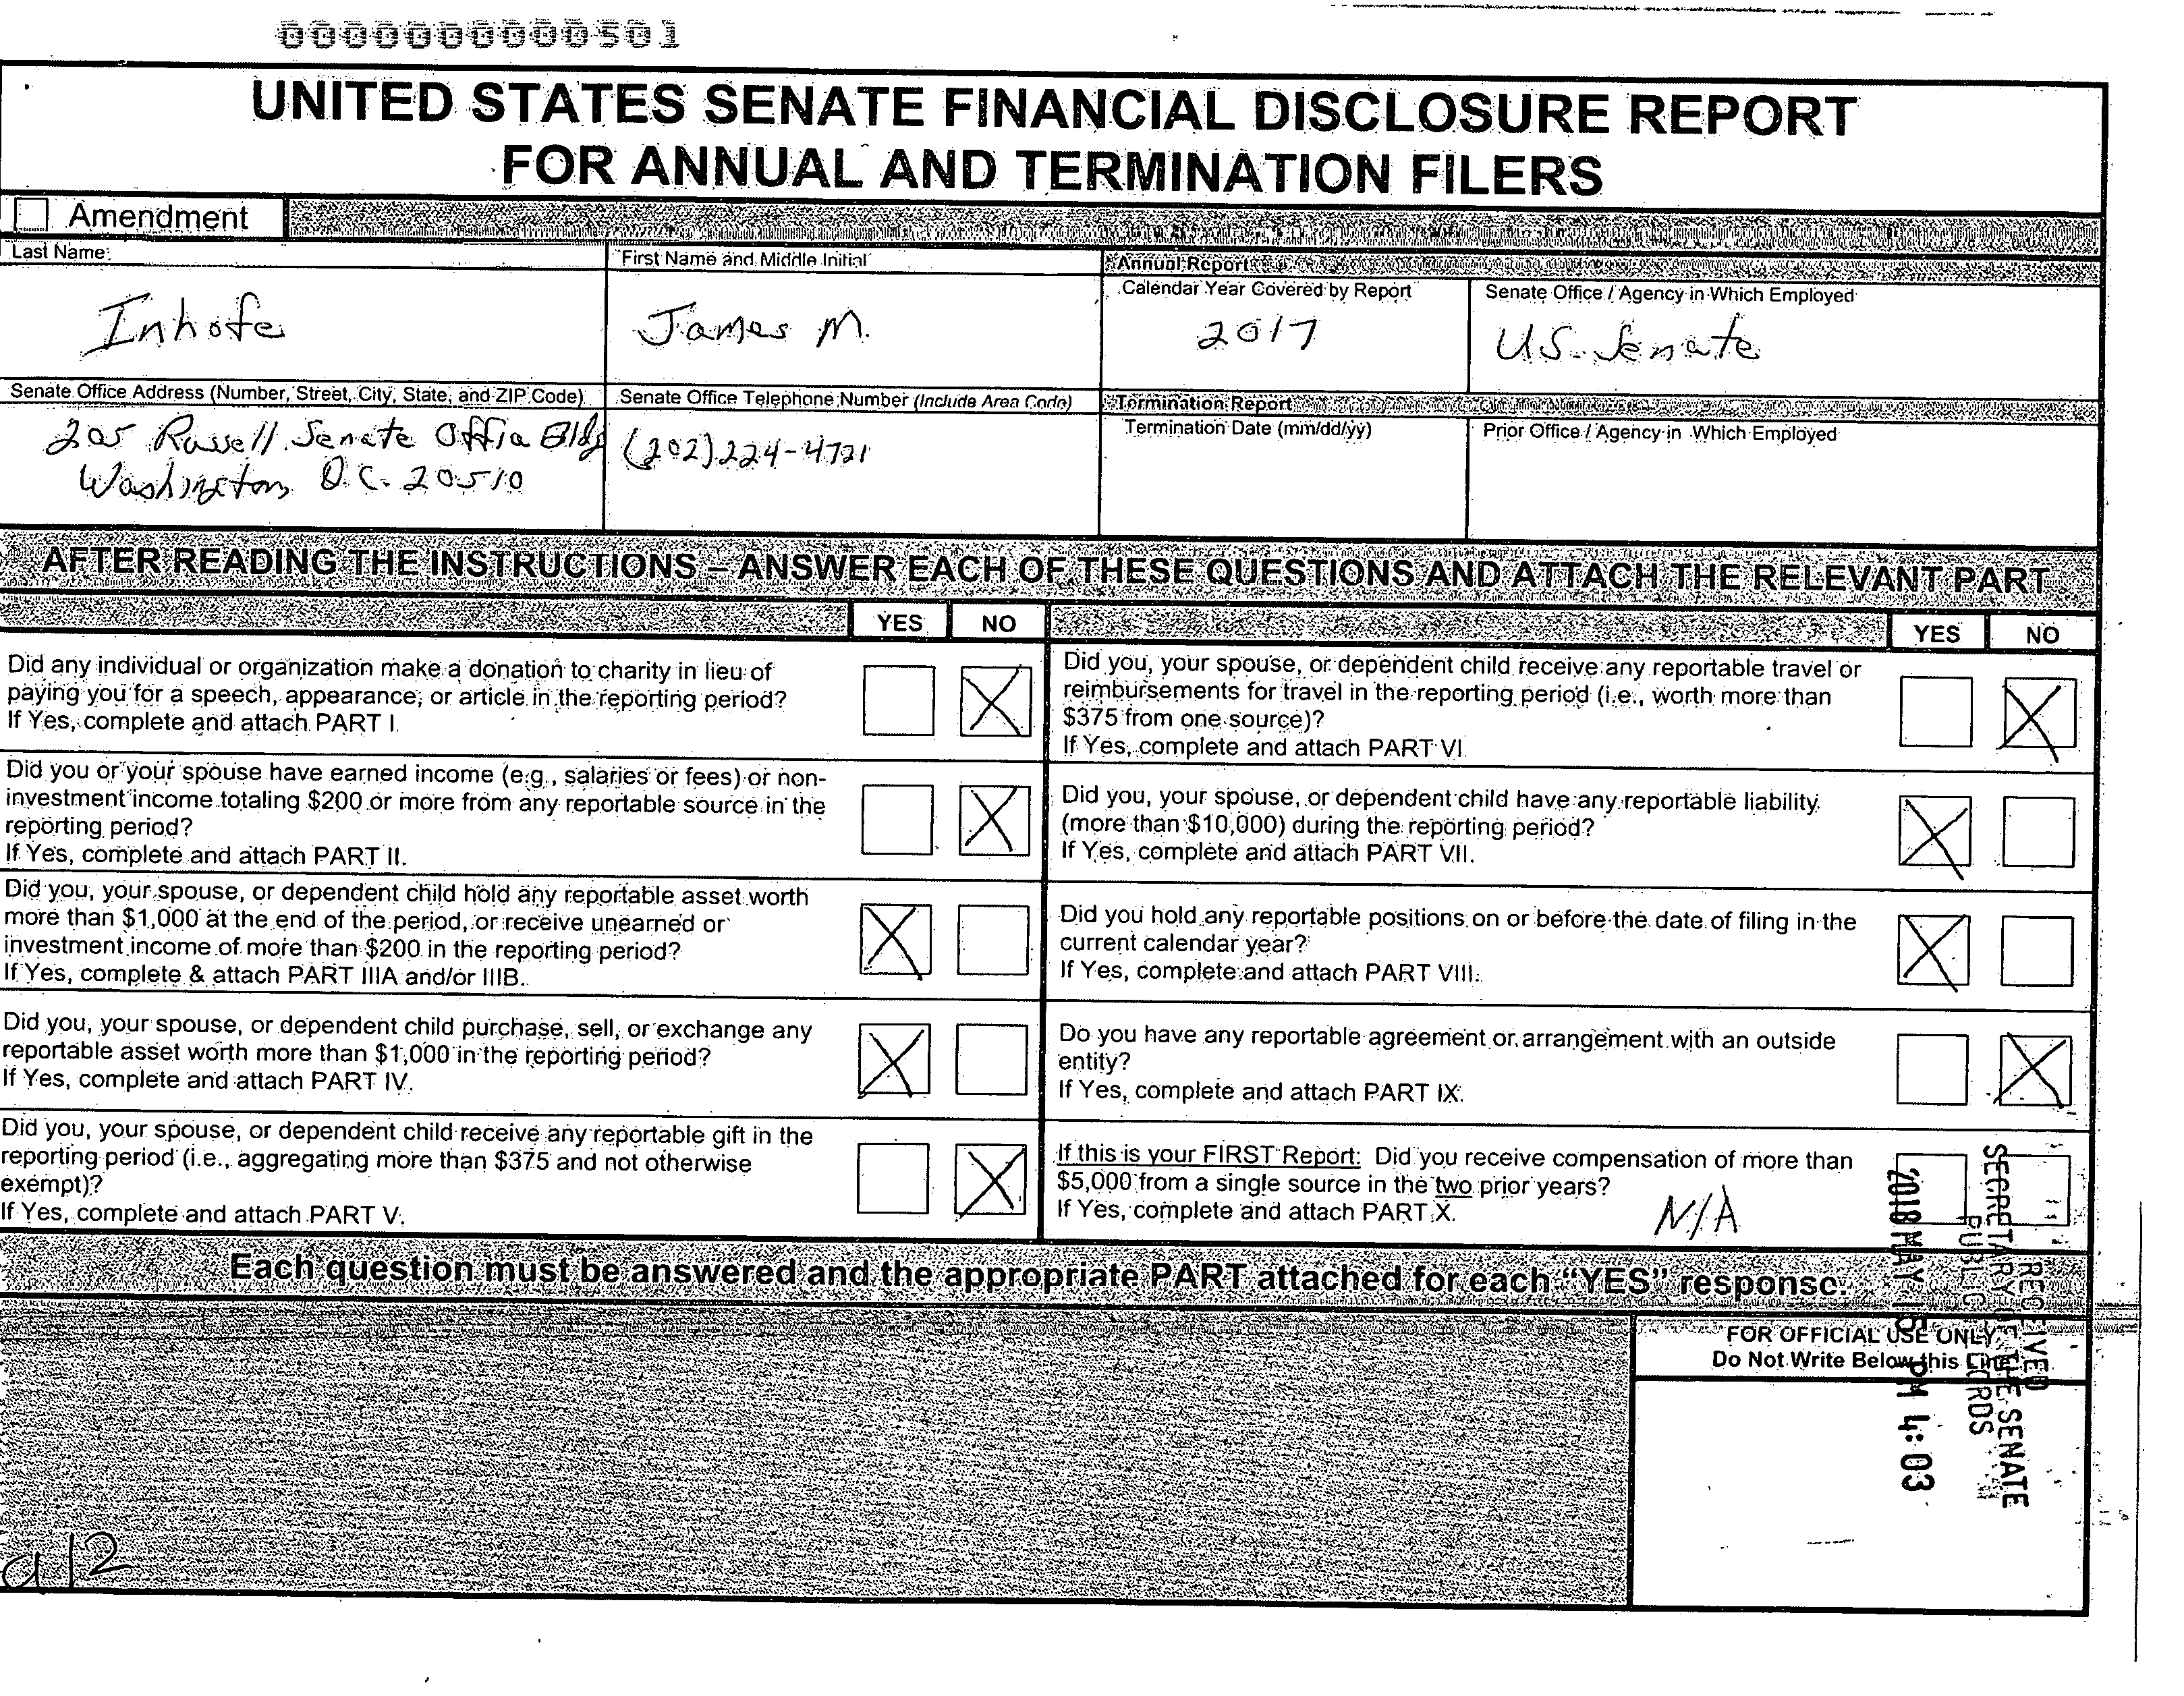 0000000000501
UNITED STATES SENATE FINANCIAL DISCLOSURE REPORT
FOR ANNUAL AND TERMINATION FILERS
Amendment
Last Name:
Inhofe
First Name and Middle Initial
James M.
Annual Report
Calendar Year Covered by Report
2017
Senate Office / Agency in Which Employed
U.S. Senate
Senate Office Address (Number, Street, City, State, and ZIP Code)
205 Russell Senate Office Bldg
Washington, D.C. 20510
Senate Office Telephone Number (Include Area Code)
(202) 224-4721
Termination Report
Termination Date (mm/dd/yy)
Prior Office / Agency in Which Employed
AFTER READING THE INSTRUCTIONS – ANSWER EACH OF THESE QUESTIONS AND ATTACH THE RELEVANT PART
YES NO
Did any individual or organization make a donation to charity in lieu of
paying you for a speech, appearance, or article in the reporting period?
If Yes, complete and attach PART I.
Did you or your spouse have earned income (e.g., salaries or fees) or non-
investment income totaling $200 or more from any reportable source in the
reporting period?
If Yes, complete and attach PART II.
Did you, your spouse, or dependent child hold any reportable asset worth
more than $1,000 at the end of the period, or receive unearned or
investment income of more than $200 in the reporting period?
If Yes, complete & attach PART IIIA and/or IIIB.
Did you, your spouse, or dependent child purchase, sell, or exchange any
reportable asset worth more than $1,000 in the reporting period?
If Yes, complete and attach PART IV.
Did you, your spouse, or dependent child receive any reportable gift in the
reporting period (i.e., aggregating more than $375 and not otherwise
exempt)?
If Yes, complete and attach PART V.
YES NO
Did you, your spouse, or dependent child receive any reportable travel or
reimbursements for travel in the reporting period (i.e., worth more than
$375 from one source)?
If Yes, complete and attach PART VI.
Did you, your spouse, or dependent child have any reportable liability
(more than $10,000) during the reporting period?
If Yes, complete and attach PART VII.
Did you hold any reportable positions on or before the date of filing in the
current calendar year?
If Yes, complete and attach PART VIII.
Do you have any reportable agreement or arrangement with an outside
entity?
If Yes, complete and attach PART IX.
If this is your FIRST Report: Did you receive compensation of more than
$5,000 from a single source in the two prior years?
If Yes, complete and attach PART X.
N/A
Each question must be answered and the appropriate PART attached for each “YES” response.
FOR OFFICIAL USE ONLY
Do Not Write Below this Line
RECEIVED
SECRETARY OF THE SENATE
PUBLIC RECORDS
2018 MAY 15 PM 4:03